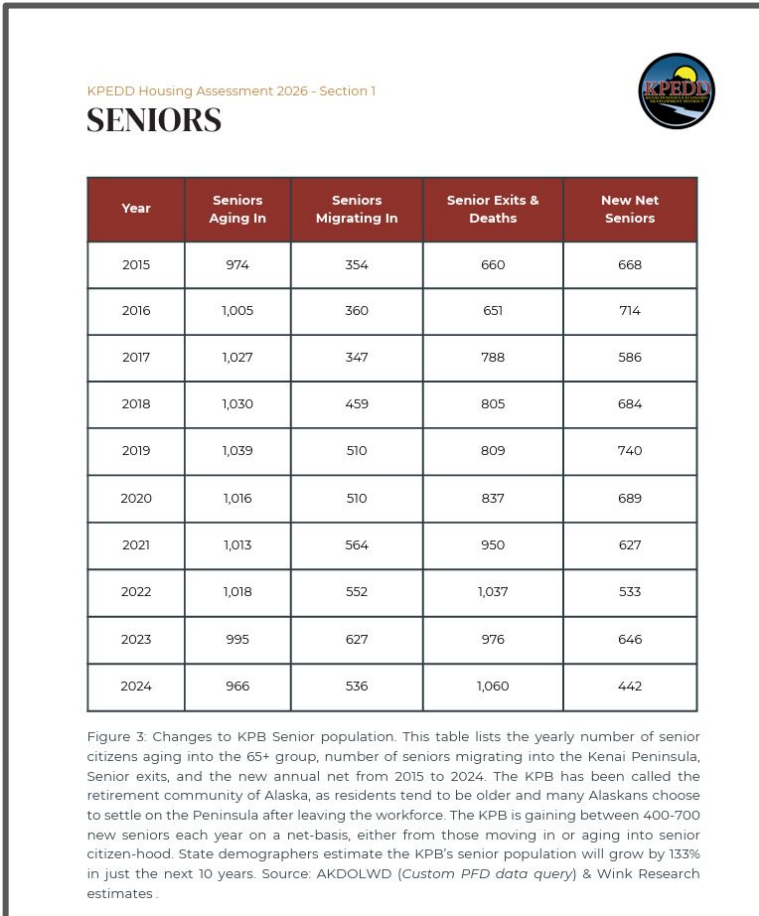 KPEDD Housing Assessment 2026 - Section 1
SENIORS
KPEDD
KENAI PENINSULA ECONOMIC
DEVELOPMENT DISTRICT
Year Seniors Aging In Seniors Migrating In Senior Exits & Deaths New Net Seniors
2015 974 354 660 668
2016 1,005 360 651 714
2017 1,027 347 788 586
2018 1,030 459 805 684
2019 1,039 510 809 740
2020 1,016 510 837 689
2021 1,013 564 950 627
2022 1,018 552 1,037 533
2023 995 627 976 646
2024 966 536 1,060 442
Figure 3: Changes to KPB Senior population. This table lists the yearly number of senior
citizens aging into the 65+ group, number of seniors migrating into the Kenai Peninsula,
Senior exits, and the new annual net from 2015 to 2024. The KPB has been called the
retirement community of Alaska, as residents tend to be older and many Alaskans choose
to settle on the Peninsula after leaving the workforce. The KPB is gaining between 400-700
new seniors each year on a net-basis, either from those moving in or aging into senior
citizen-hood. State demographers estimate the KPB's senior population will grow by 133%
in just the next 10 years. Source: AKDOLWD (Custom PFD data query) & Wink Research
estimates .